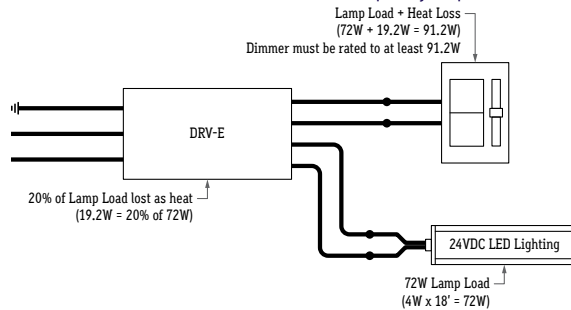 Lamp Load + Heat Loss
(72W + 19.2W = 91.2W)
Dimmer must be rated to at least 91.2W
DRV-E
20% of Lamp Load lost as heat
(19.2W = 20% of 72W)
24VDC LED Lighting
72W Lamp Load
(4W x 18' = 72W)